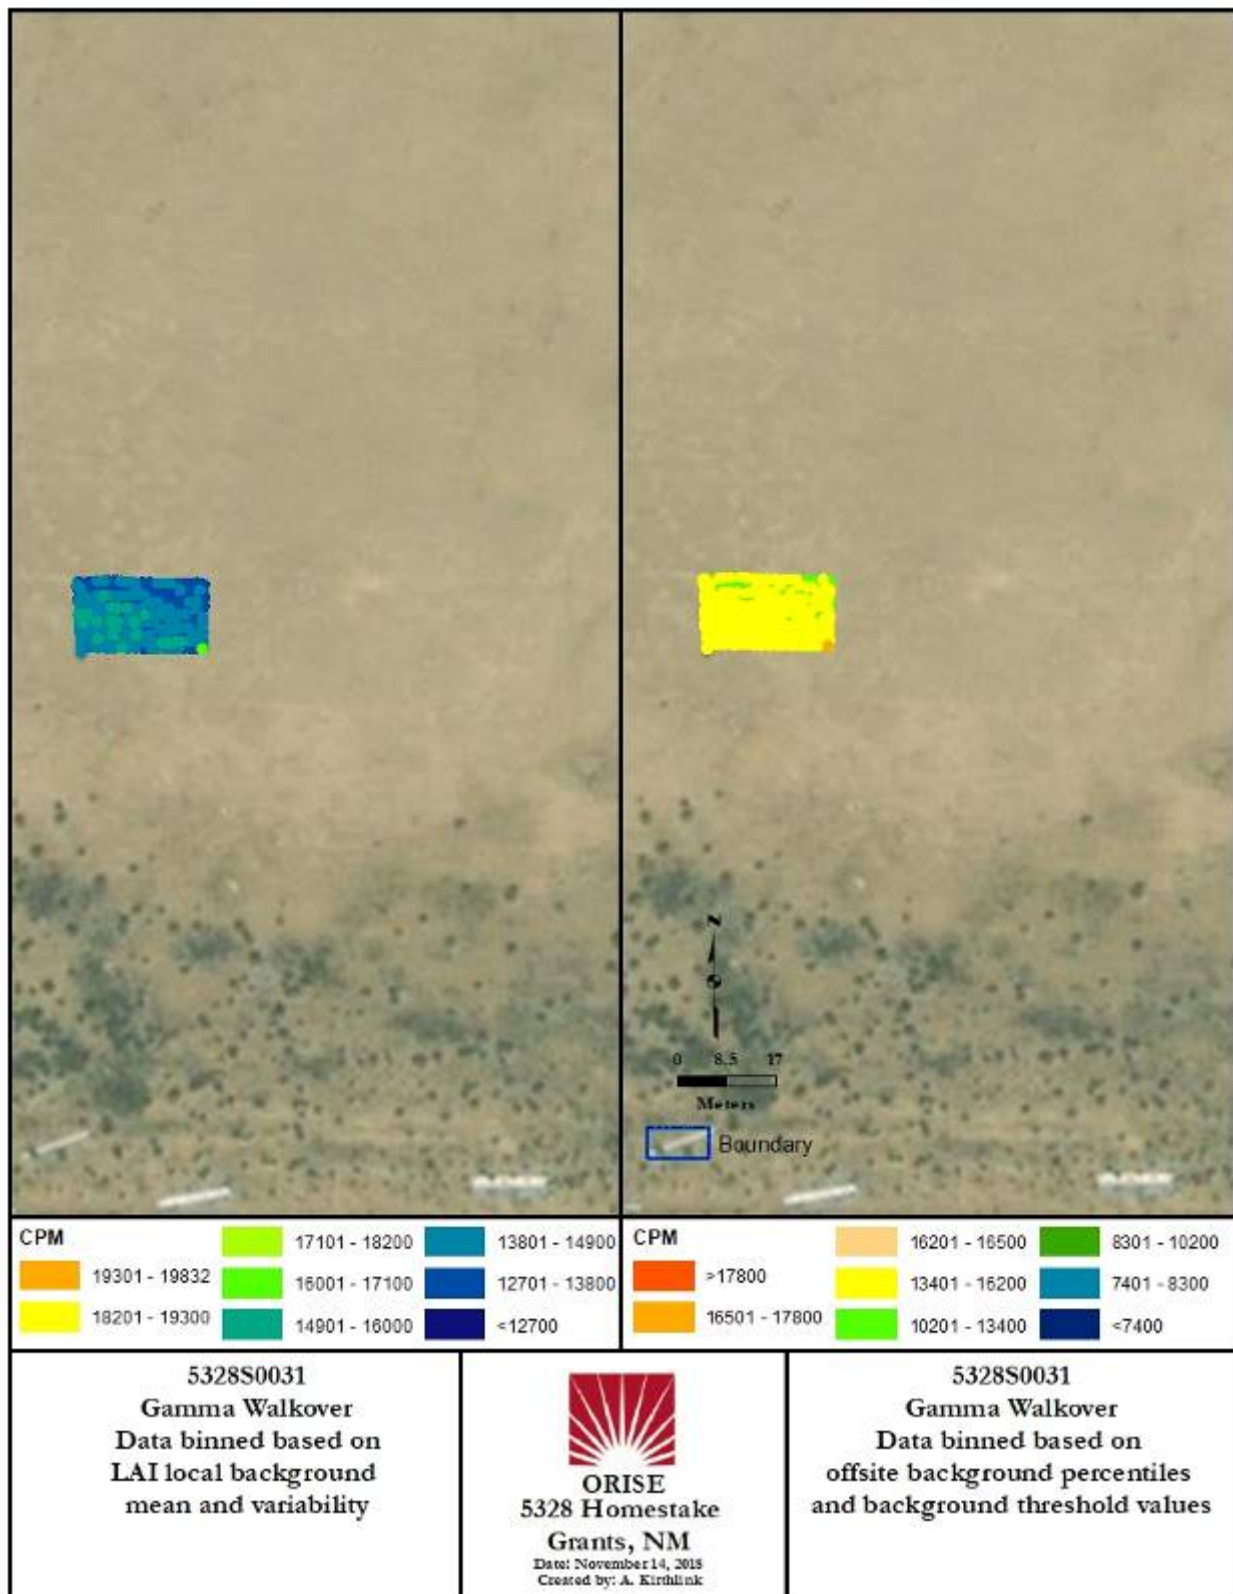 N
0 8.5 17
Meters
Boundary
CPM
19301 - 19832
18201 - 19300
17101 - 18200
16001 - 17100
14901 - 16000
13801 - 14900
12701 - 13800
<12700
CPM
>17800
16501 - 17800
16201 - 16500
13401 - 16200
10201 - 13400
8301 - 10200
7401 - 8300
<7400
5328S0031
Gamma Walkover
Data binned based on
LAI local background
mean and variability
ORISE
5328 Homestake
Grants, NM
Date: November 14, 2018
Created by: A. Kirthlink
5328S0031
Gamma Walkover
Data binned based on
offsite background percentiles
and background threshold values